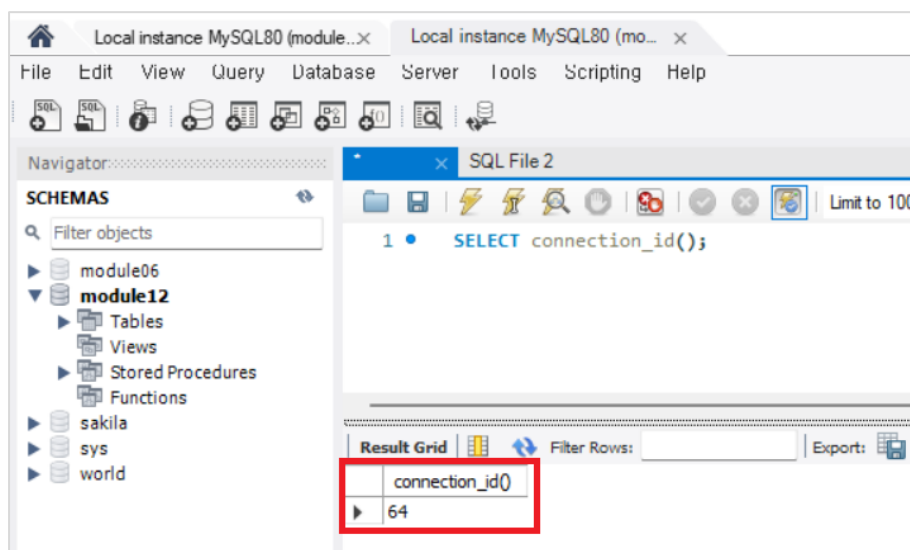 Local instance MySQL80 (module...× Local instance MySQL80 (mo... ×
File Edit View Query Database Server Tools Scripting Help
SQL SQL
Navigator
* × SQL File 2
SCHEMAS
Limit to 100
Filter objects
1 SELECT connection_id();
module06
module12
Tables
Views
Stored Procedures
Functions
sakila
sys
world
Result Grid Filter Rows: Export:
connection_id()
64